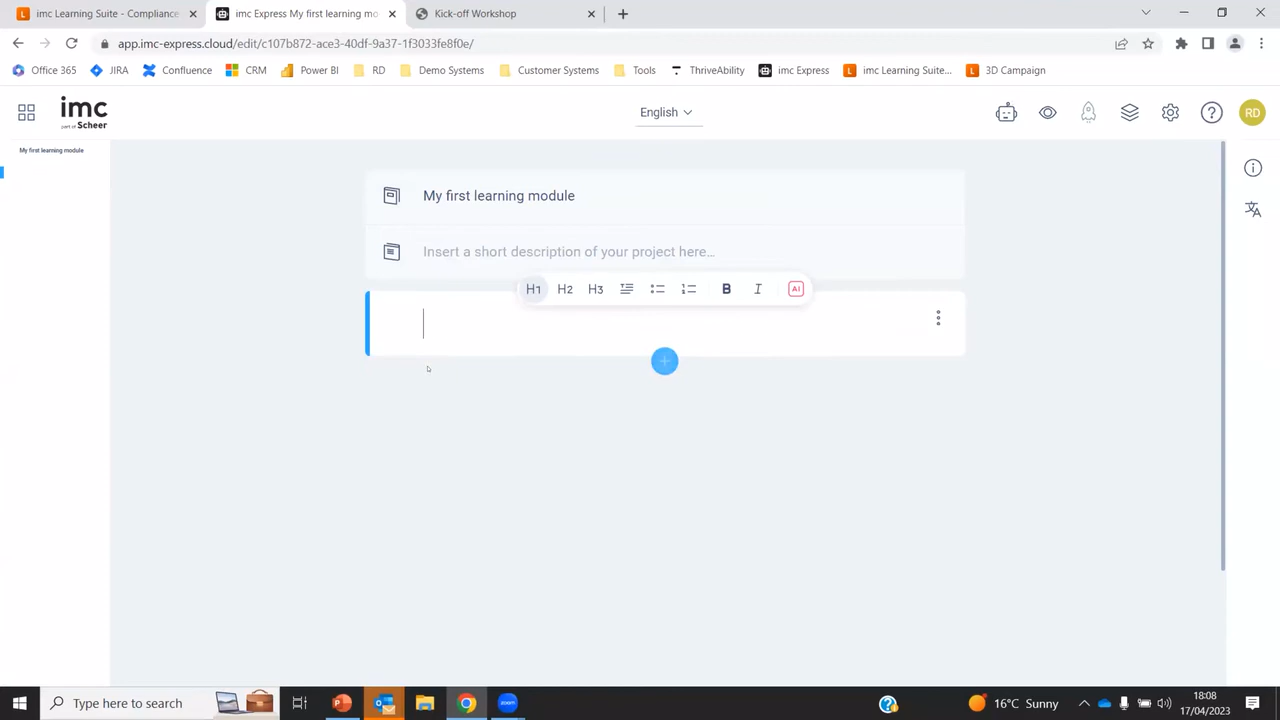 imc Learning Suite - Compliance
imc Express My first learning mo
Kick-off Workshop
app.imc-express.cloud/edit/c107b872-ace3-40df-9a37-1f3033fe8f0e/
Office 365
JIRA
Confluence
CRM
Power BI
RD
Demo Systems
Customer Systems
Tools
ThriveAbility
imc Express
imc Learning Suite...
3D Campaign
imc
part of Scheer
English
RD
My first learning module
My first learning module
Insert a short description of your project here...
H1 H2 H3 B I AI
Type here to search
zoom
16°C Sunny
18:08
17/04/2023